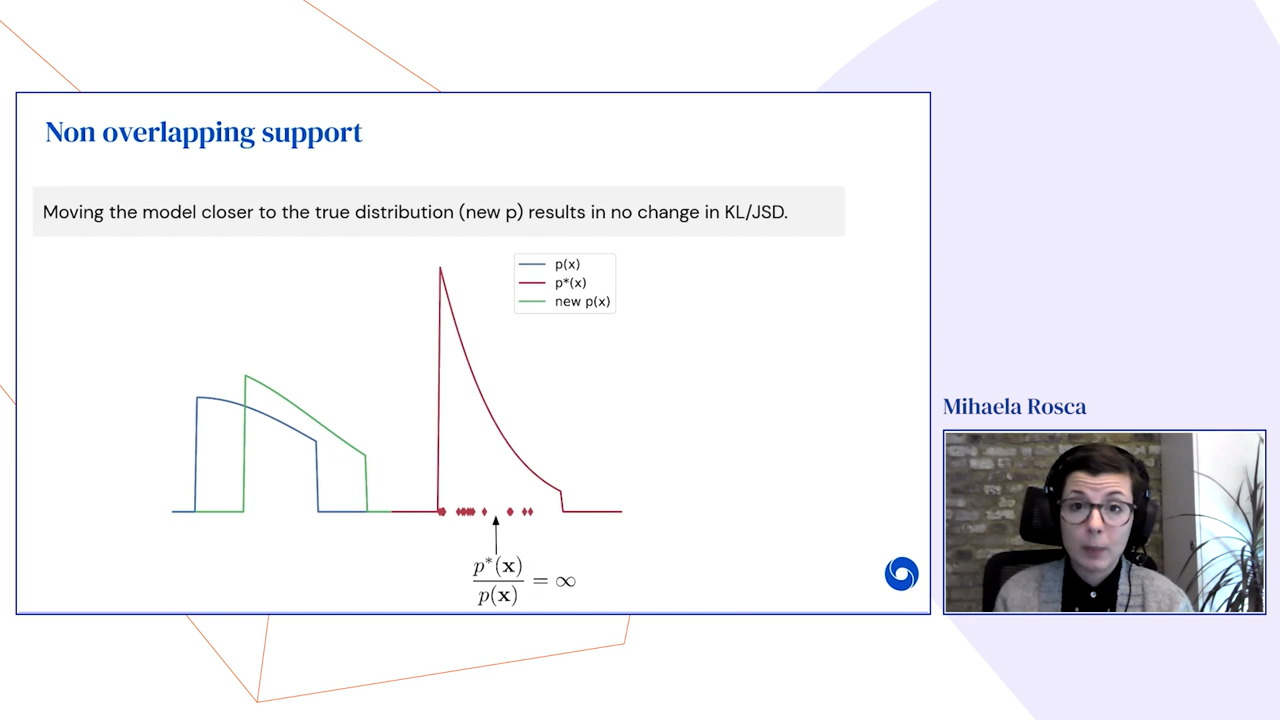 Non overlapping support
Moving the model closer to the true distribution (new p) results in no change in KL/JSD.
p(x)
p*(x)
new p(x)
p*(x)
p(x)
= ∞
Mihaela Rosca